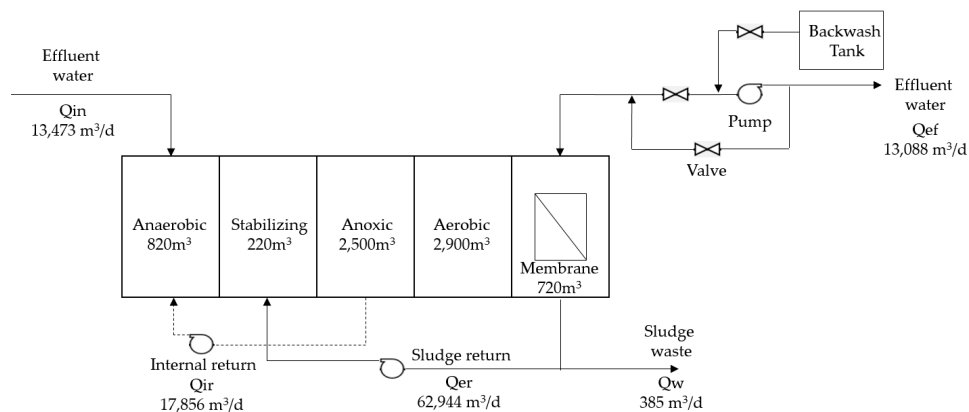 Effluent
water
Qin
13,473 m³/d
Backwash
Tank
Pump
Valve
Effluent
water
Qef
13,088 m³/d
Anaerobic
820m³
Stabilizing
220m³
Anoxic
2,500m³
Aerobic
2,900m³
Membrane
720m³
Internal return
Qir
17,856 m³/d
Sludge return
Qer
62,944 m³/d
Sludge
waste
Qw
385 m³/d